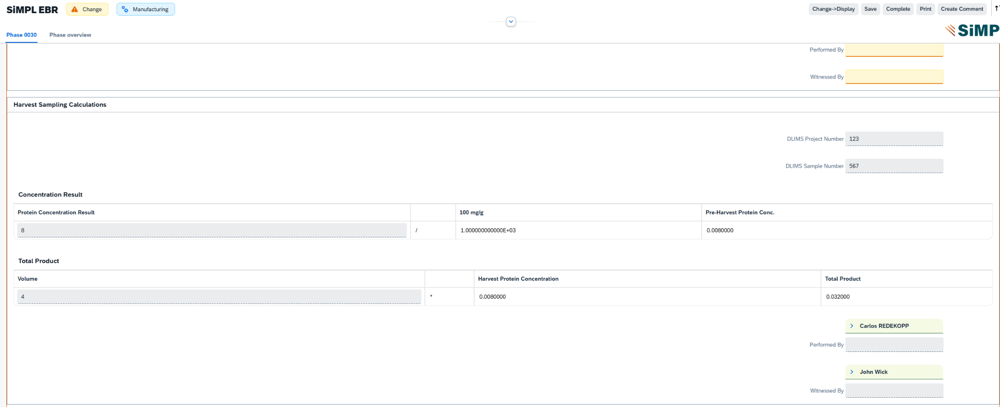 SiMPL EBR
Change
Manufacturing
Change->Display
Save
Complete
Print
Create Comment
Phase 0030
Phase overview
SiMP
Performed By
Witnessed By
Harvest Sampling Calculations
DLIMS Project Number 123
DLIMS Sample Number 567
Concentration Result
Protein Concentration Result 100 mg/g Pre-Harvest Protein Conc.
8 / 1.000000000000E+03 0.0080000
Total Product
Volume Harvest Protein Concentration Total Product
4 * 0.0080000 0.032000
Carlos REDEKOPP
Performed By
John Wick
Witnessed By